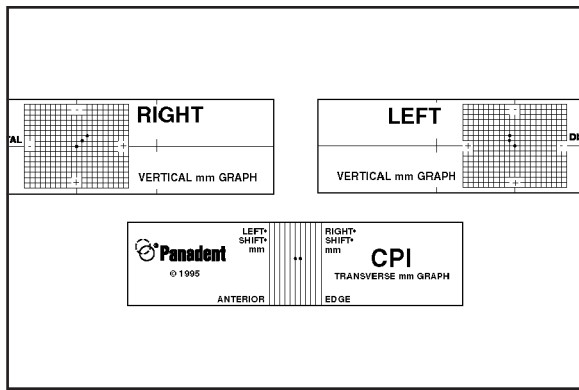 RIGHT
VERTICAL mm GRAPH
LEFT
VERTICAL mm GRAPH
LEFT•
SHIFT•
mm
RIGHT•
SHIFT•
mm
Panadent
© 1995
CPI
TRANSVERSE mm GRAPH
ANTERIOR
EDGE